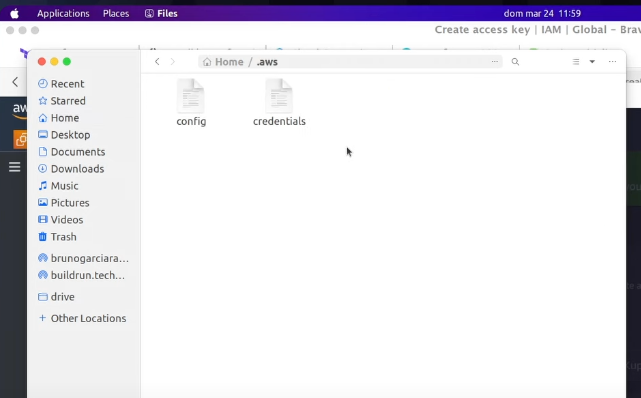 Applications Places Files dom mar 24 11:59
Create access key | IAM | Global – Brav
Home / .aws
Recent
Starred
Home
Desktop
Documents
Downloads
Music
Pictures
Videos
Trash
brunogarciara...
buildrun.tech...
drive
+ Other Locations
config credentials
aw